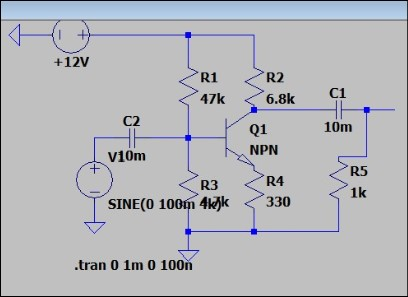 +12V
R1
47k
R2
6.8k
C1
10m
C2
10m
Q1
NPN
V1
SINE(0 100m 4k)
R3
4.7k
R4
330
R5
1k
.tran 0 1m 0 100n